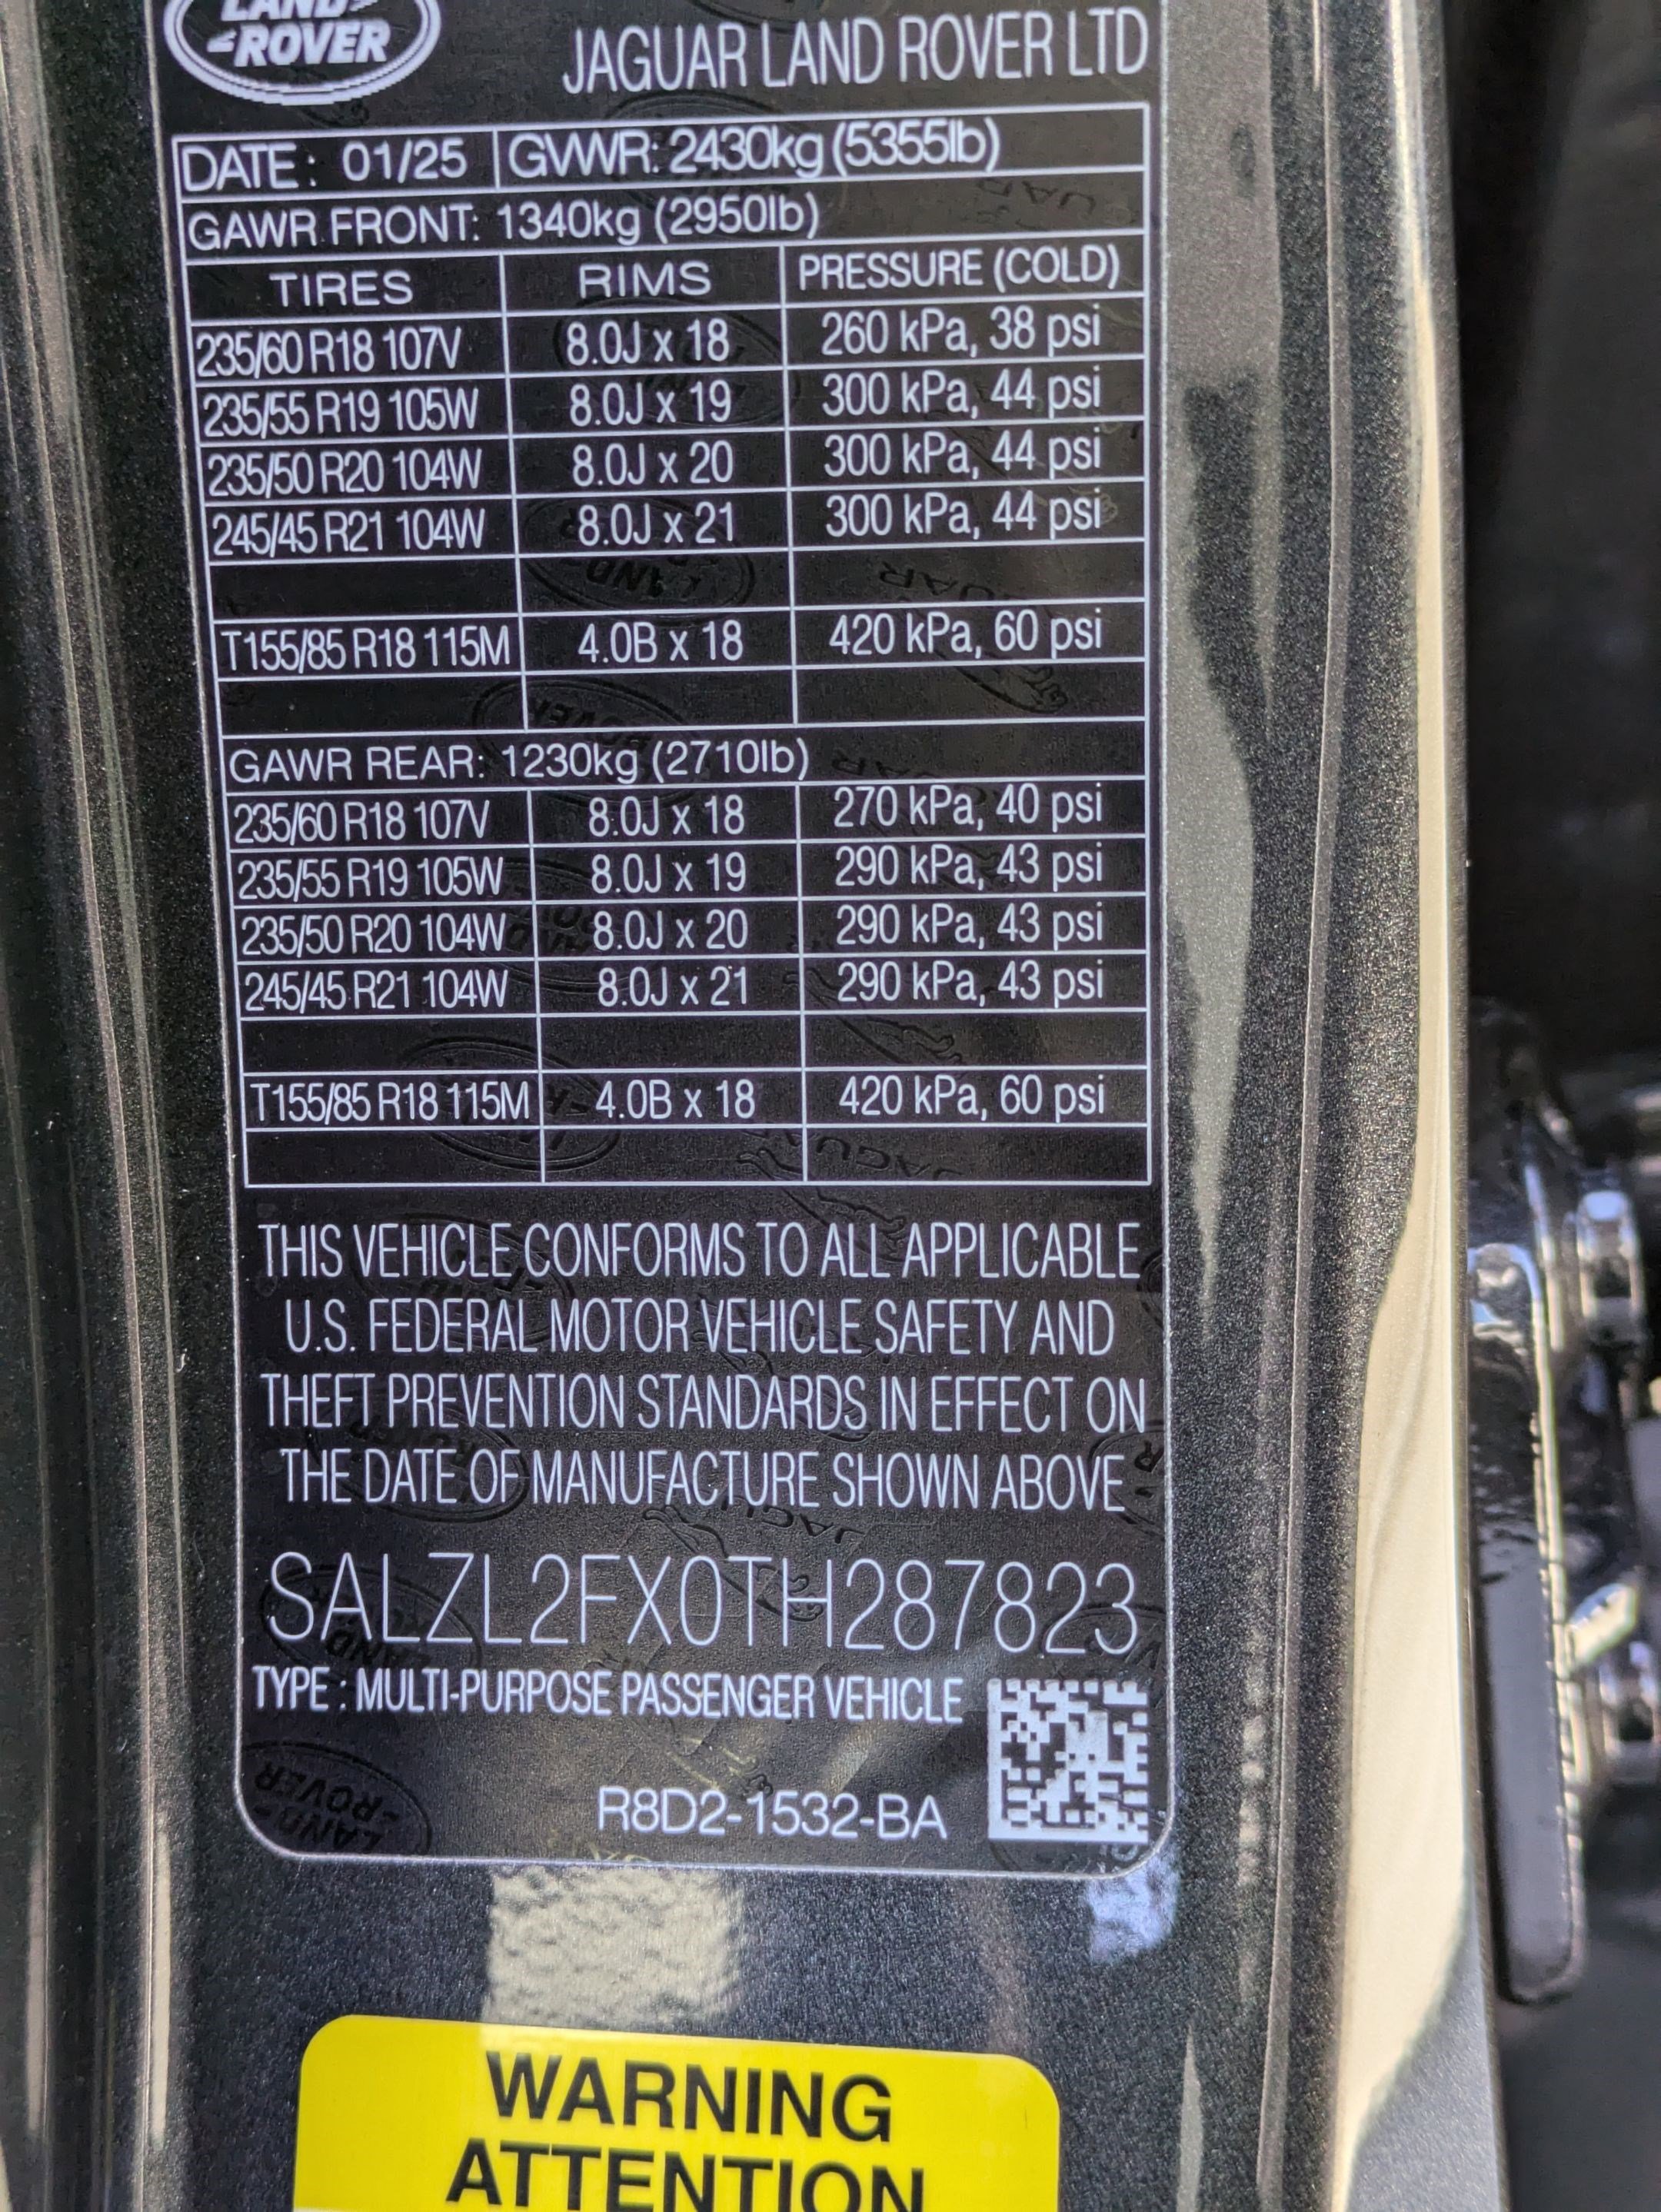 LAND
ROVER
JAGUAR LAND ROVER LTD
DATE: 01/25 GVWR: 2430kg (5355lb)
GAWR FRONT: 1340kg (2950lb)
TIRES RIMS PRESSURE (COLD)
235/60 R18 107V 8.0J x 18 260 kPa, 38 psi
235/55 R19 105W 8.0J x 19 300 kPa, 44 psi
235/50 R20 104W 8.0J x 20 300 kPa, 44 psi
245/45 R21 104W 8.0J x 21 300 kPa, 44 psi
T155/85 R18 115M 4.0B x 18 420 kPa, 60 psi
GAWR REAR: 1230kg (2710lb)
235/60 R18 107V 8.0J x 18 270 kPa, 40 psi
235/55 R19 105W 8.0J x 19 290 kPa, 43 psi
235/50 R20 104W 8.0J x 20 290 kPa, 43 psi
245/45 R21 104W 8.0J x 21 290 kPa, 43 psi
T155/85 R18 115M 4.0B x 18 420 kPa, 60 psi
THIS VEHICLE CONFORMS TO ALL APPLICABLE
U.S. FEDERAL MOTOR VEHICLE SAFETY AND
THEFT PREVENTION STANDARDS IN EFFECT ON
THE DATE OF MANUFACTURE SHOWN ABOVE
SALZL2FX0TH287823
TYPE : MULTI-PURPOSE PASSENGER VEHICLE
R8D2-1532-BA
WARNING
ATTENTION